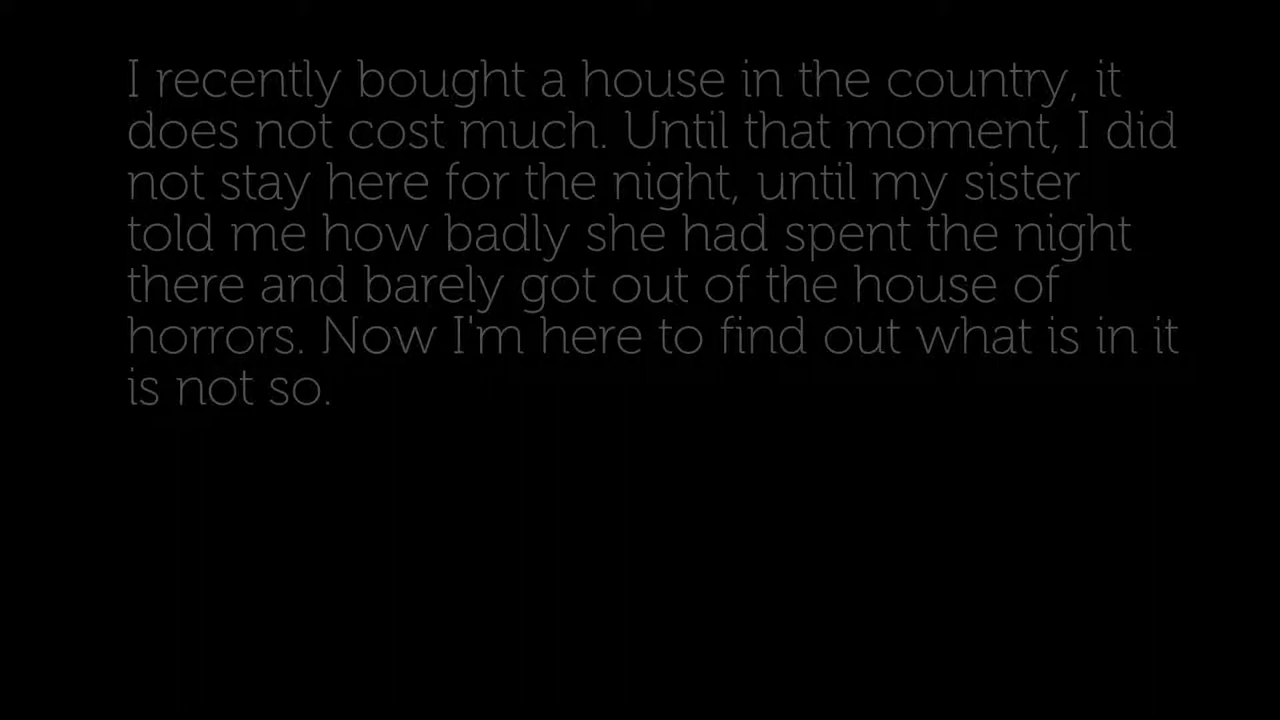 I recently bought a house in the country, it
does not cost much. Until that moment, I did
not stay here for the night, until my sister
told me how badly she had spent the night
there and barely got out of the house of
horrors. Now I'm here to find out what is in it
is not so.